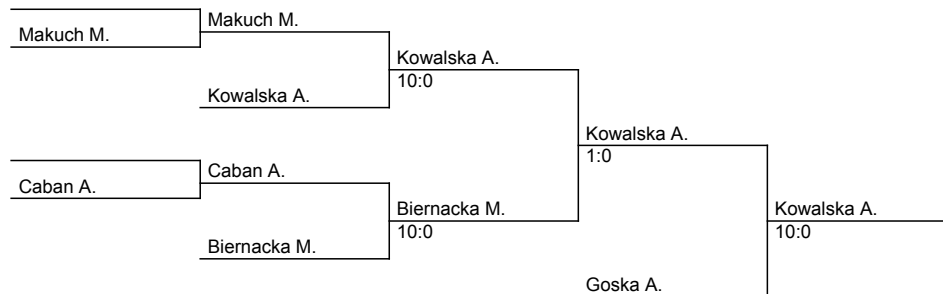 Makuch M.
Makuch M.
Kowalska A.
10:0
Kowalska A.
Kowalska A.
1:0
Caban A.
Caban A.
Biernacka M.
10:0
Kowalska A.
10:0
Biernacka M.
Goska A.